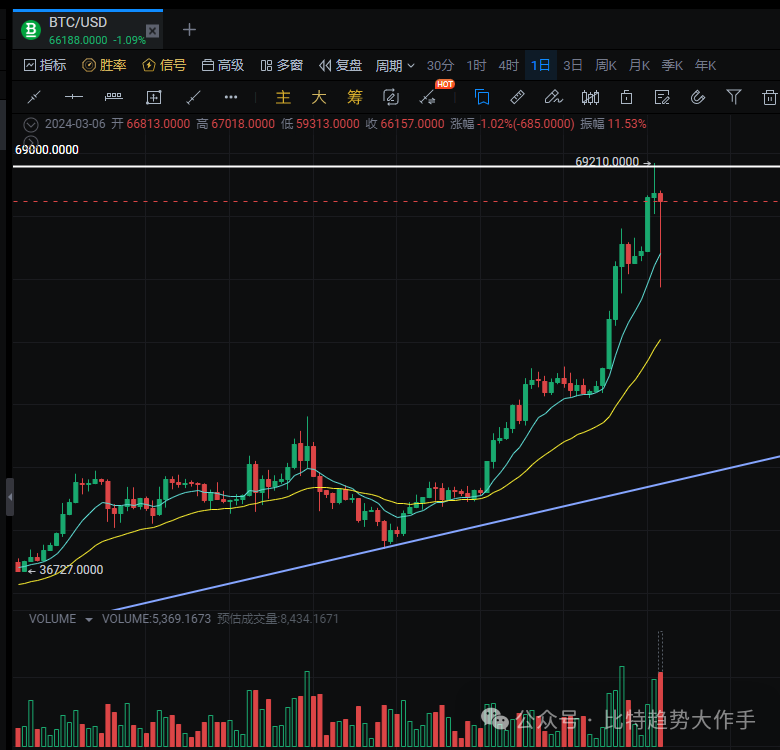 BTC/USD
66188.0000 -1.09%
指标 胜率 信号 高级 多窗 复盘 周期 30分 1时 4时 1日 3日 周K 月K 季K 年K
主 大 筹 HOT
2024-03-06 开 66813.0000 高 67018.0000 低 59313.0000 收 66157.0000 涨幅 -1.02%(-685.0000) 振幅 11.53%
69000.0000
69210.0000
36727.0000
VOLUME VOLUME:5,369.1673 预估成交量:8,434.1671
公众号 · 比特趋势大作手